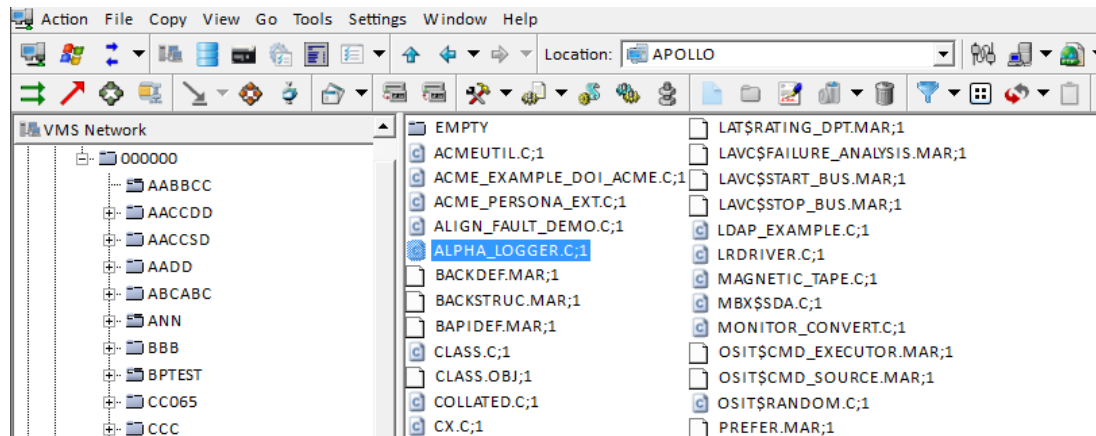 Action File Copy View Go Tools Settings Window Help
Location: APOLLO
VMS Network
000000
AABBCC
AACCDD
AACCSD
AADD
ABCABC
ANN
BBB
BPTEST
CC065
CCC
EMPTY
ACMEUTIL.C;1
ACME_EXAMPLE_DOI_ACME.C;1
ACME_PERSONA_EXT.C;1
ALIGN_FAULT_DEMO.C;1
ALPHA_LOGGER.C;1
BACKDEF.MAR;1
BACKSTRUC.MAR;1
BAPIDEF.MAR;1
CLASS.C;1
CLASS.OBJ;1
COLLATED.C;1
CX.C;1
LAT$RATING_DPT.MAR;1
LAVC$FAILURE_ANALYSIS.MAR;1
LAVC$START_BUS.MAR;1
LAVC$STOP_BUS.MAR;1
LDAP_EXAMPLE.C;1
LRDRIVER.C;1
MAGNETIC_TAPE.C;1
MBX$SDA.C;1
MONITOR_CONVERT.C;1
OSIT$CMD_EXECUTOR.MAR;1
OSIT$CMD_SOURCE.MAR;1
OSIT$RANDOM.C;1
PREFER.MAR;1